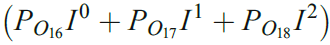 (P_{O_{16}} I^0 + P_{O_{17}} I^1 + P_{O_{18}} I^2)